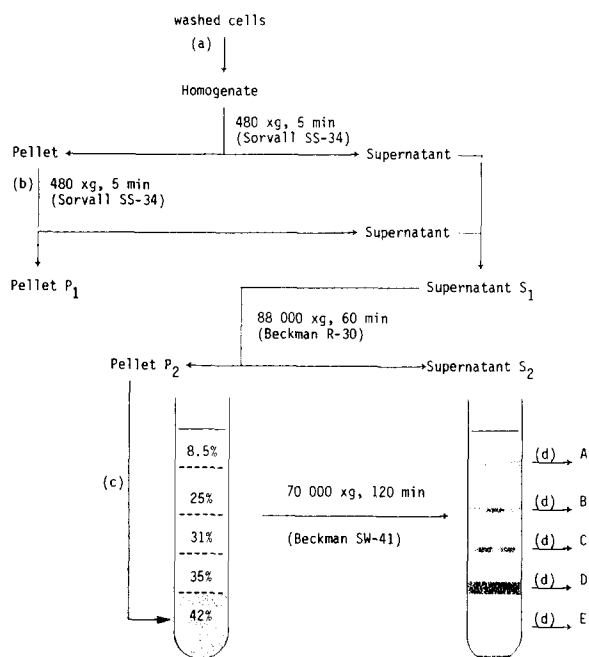 washed cells
(a)
Homogenate
480 xg, 5 min
(Sorvall SS-34)
Pellet
Supernatant
(b)
480 xg, 5 min
(Sorvall SS-34)
Supernatant
Pellet P1
Supernatant S1
88 000 xg, 60 min
(Beckman R-30)
Pellet P2
Supernatant S2
8.5%
(d) A
(c)
25%
70 000 xg, 120 min
(d) B
31%
(Beckman SW-41)
(d) C
35%
(d) D
42%
(d) E